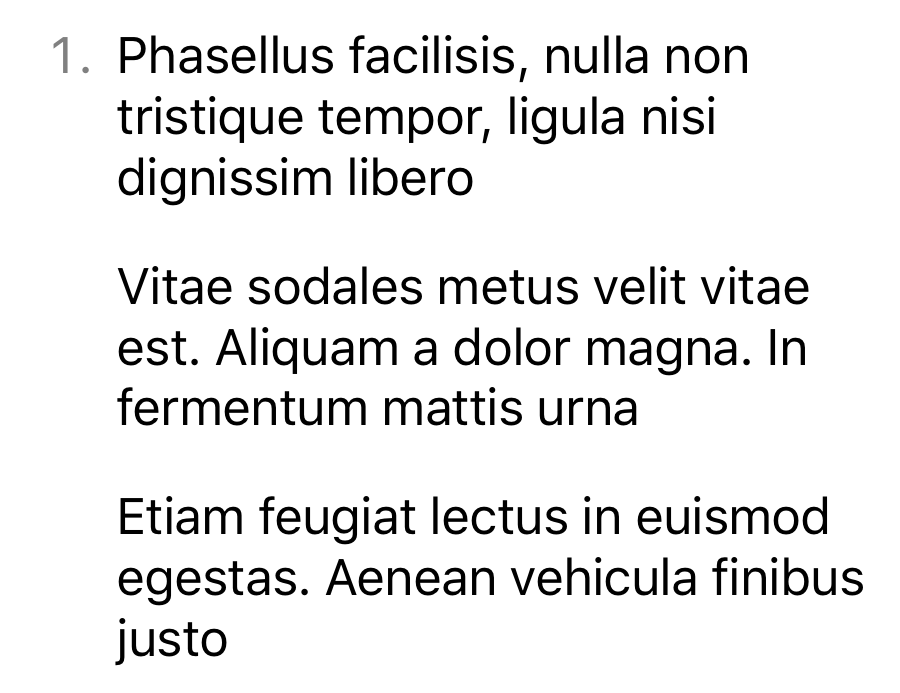 1. Phasellus facilisis, nulla non
tristique tempor, ligula nisi
dignissim libero
Vitae sodales metus velit vitae
est. Aliquam a dolor magna. In
fermentum mattis urna
Etiam feugiat lectus in euismod
egestas. Aenean vehicula finibus
justo